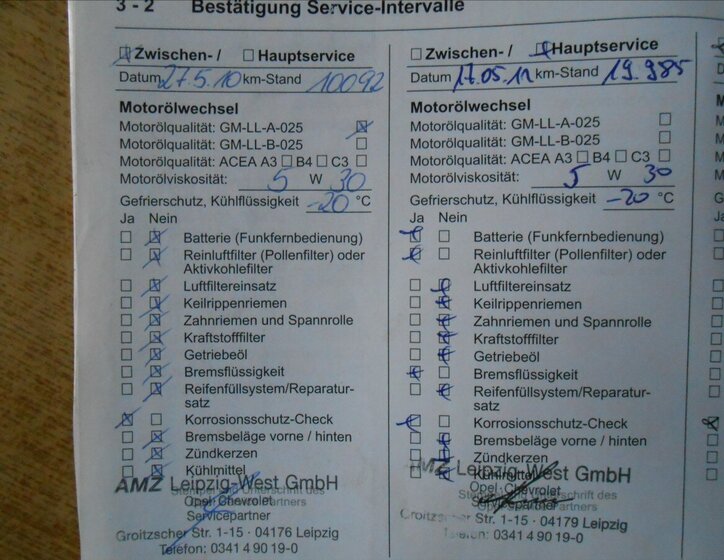 3 - 2 Bestätigung Service-Intervalle
Zwischen- / Hauptservice
Datum 27.5.10 km-Stand 10092
Motorölwechsel
Motorölqualität: GM-LL-A-025
Motorölqualität: GM-LL-B-025
Motorölqualität: ACEA A3 B4 C3
Motorölviskosität: 5 W 30
Gefrierschutz, Kühlflüssigkeit -20 °C
Ja Nein
Batterie (Funkfernbedienung)
Reinluftfilter (Pollenfilter) oder
Aktivkohlefilter
Luftfiltereinsatz
Keilrippenriemen
Zahnriemen und Spannrolle
Kraftstofffilter
Getriebeöl
Bremsflüssigkeit
Reifenfüllsystem/Reparatur-
satz
Korrosionsschutz-Check
Bremsbeläge vorne / hinten
Zündkerzen
Kühlmittel
AMZ Leipzig-West GmbH
Stempel und Unterschrift des
Opel Chevrolet Partners
Servicepartner
Groitzscher Str. 1-15 · 04176 Leipzig
Telefon: 0341 4 90 19-0
Zwischen- / Hauptservice
Datum 17.05.11 km-Stand 19.985
Motorölwechsel
Motorölqualität: GM-LL-A-025
Motorölqualität: GM-LL-B-025
Motorölqualität: ACEA A3 B4 C3
Motorölviskosität: 5 W 30
Gefrierschutz, Kühlflüssigkeit -20 °C
Ja Nein
Batterie (Funkfernbedienung)
Reinluftfilter (Pollenfilter) oder
Aktivkohlefilter
Luftfiltereinsatz
Keilrippenriemen
Zahnriemen und Spannrolle
Kraftstofffilter
Getriebeöl
Bremsflüssigkeit
Reifenfüllsystem/Reparatur-
satz
Korrosionsschutz-Check
Bremsbeläge vorne / hinten
Zündkerzen
Kühlmittel
AMZ Leipzig-West GmbH
Opel · Chevrolet
Servicepartner
Groitzscher Str. 1-15 · 04179 Leipzig
Telefon: 0341 4 90 19-0